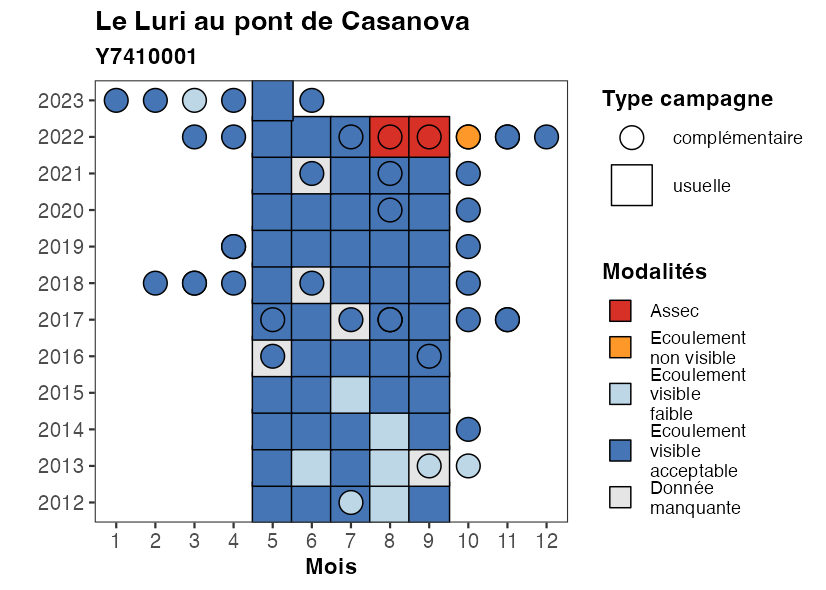 Le Luri au pont de Casanova
Y7410001
2023
2022
2021
2020
2019
2018
2017
2016
2015
2014
2013
2012
1 2 3 4 5 6 7 8 9 10 11 12
Mois
Type campagne
complémentaire
usuelle
Modalités
Assec
Ecoulement
non visible
Ecoulement
visible
faible
Ecoulement
visible
acceptable
Donnée
manquante